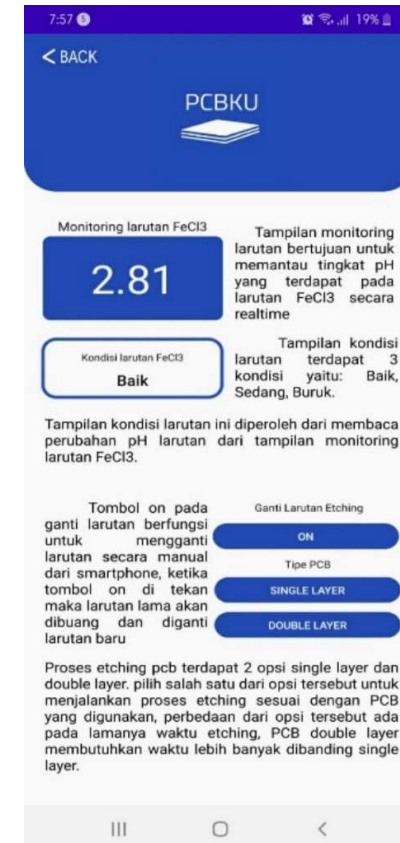 7:57 19%
< BACK
PCBKU
Monitoring larutan FeCl3
2.81
Tampilan monitoring
larutan bertujuan untuk
memantau tingkat pH
yang terdapat pada
larutan FeCl3 secara
realtime
Kondisi larutan FeCl3
Baik
Tampilan kondisi
larutan terdapat 3
kondisi yaitu: Baik,
Sedang, Buruk.
Tampilan kondisi larutan ini diperoleh dari membaca
perubahan pH larutan dari tampilan monitoring
larutan FeCl3.
Tombol on pada
ganti larutan berfungsi
untuk mengganti
larutan secara manual
dari smartphone, ketika
tombol on di tekan
maka larutan lama akan
dibuang dan diganti
larutan baru
Ganti Larutan Etching
ON
Tipe PCB
SINGLE LAYER
DOUBLE LAYER
Proses etching pcb terdapat 2 opsi single layer dan
double layer. pilih salah satu dari opsi tersebut untuk
menjalankan proses etching sesuai dengan PCB
yang digunakan, perbedaan dari opsi tersebut ada
pada lamanya waktu etching, PCB double layer
membutuhkan waktu lebih banyak dibanding single
layer.